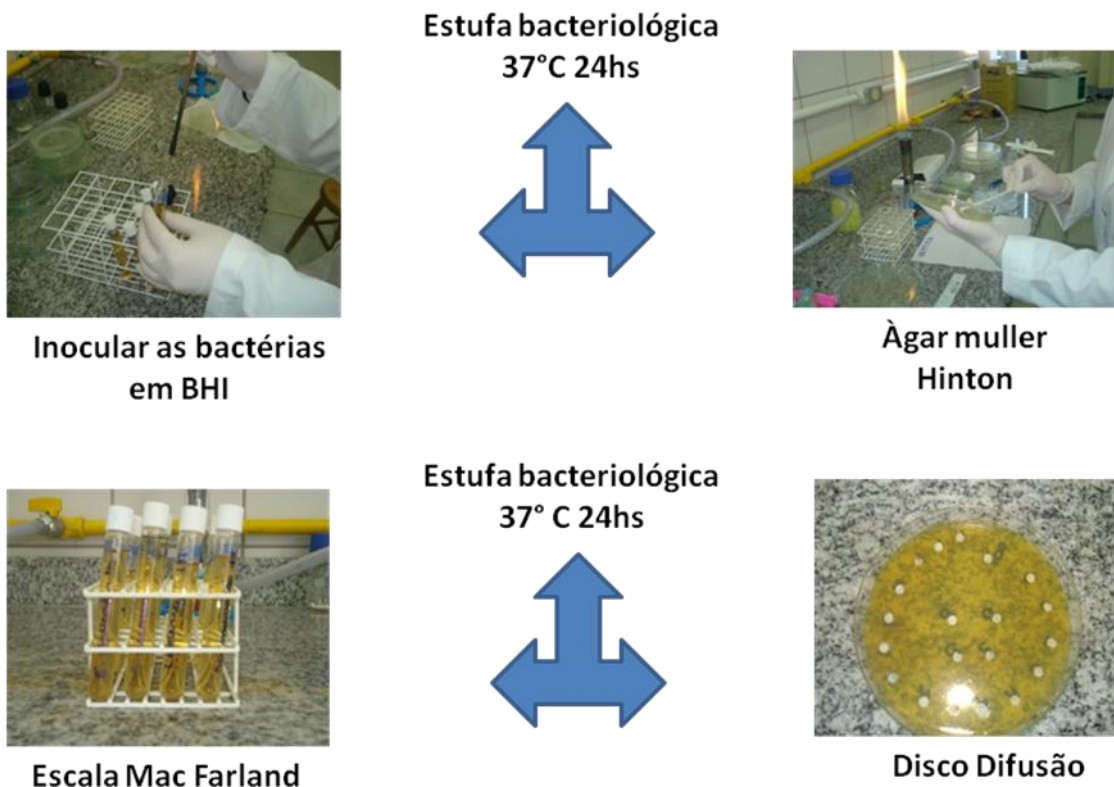 Estufa bacteriológica
37°C 24hs
Inocular as bactérias
em BHI
Àgar muller
Hinton
Estufa bacteriológica
37° C 24hs
Escala Mac Farland
Disco Difusão